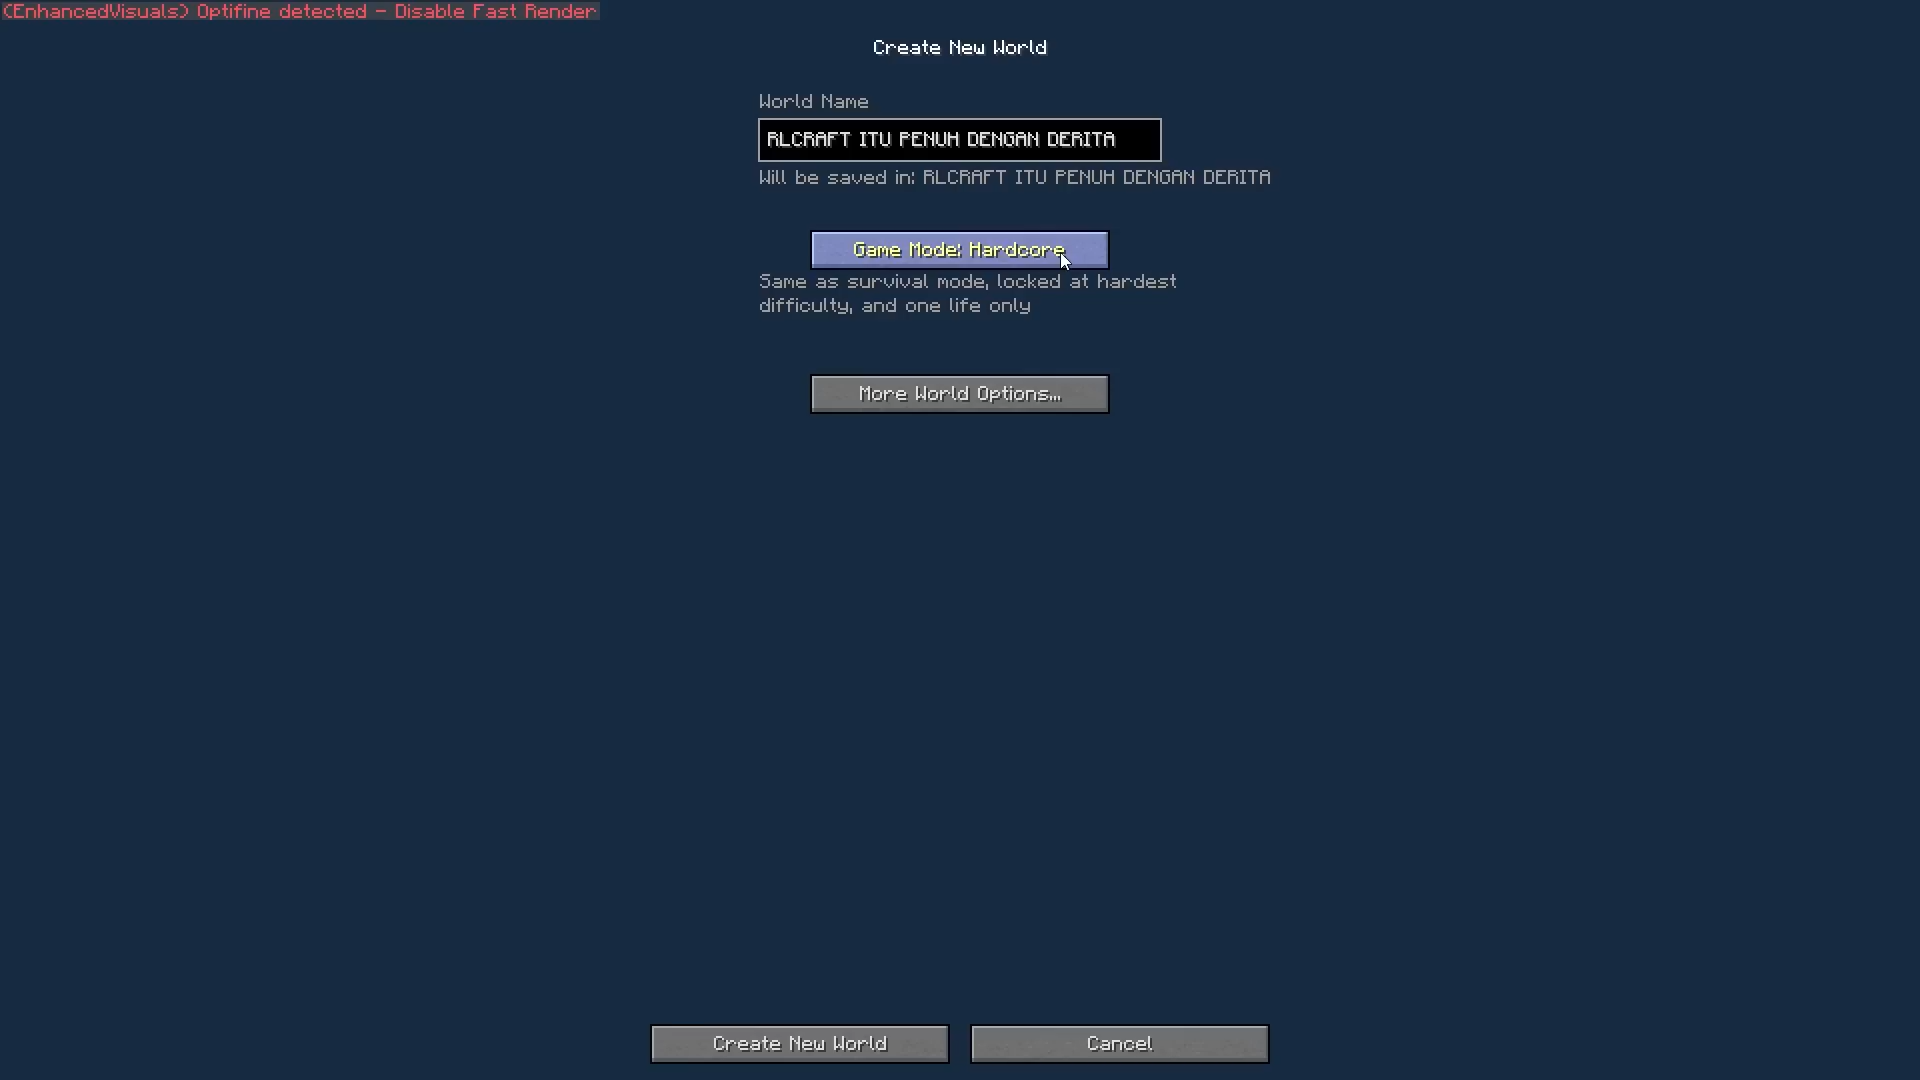 (EnhancedVisuals) Optifine detected - Disable Fast Render
Create New World
World Name
RLCRAFT ITU PENUH DENGAN DERITA
Will be saved in: RLCRAFT ITU PENUH DENGAN DERITA
Game Mode: Hardcore
Same as survival mode, locked at hardest
difficulty, and one life only
More World Options...
Create New World
Cancel